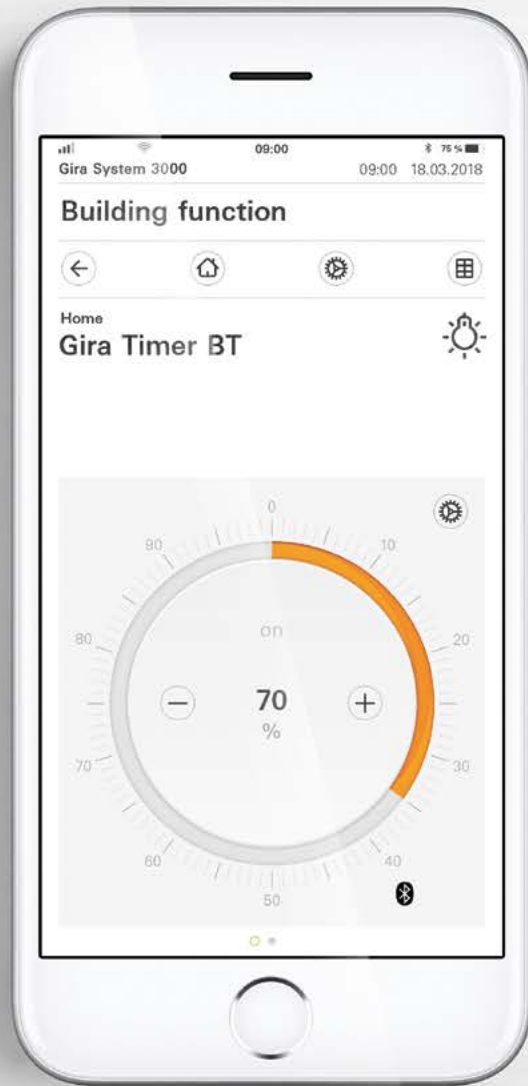 09:00 75 %
Gira System 3000 09:00 18.03.2018
Building function
Home
Gira Timer BT
0
90 10
on
80 20
70
%
70 30
60 40
50